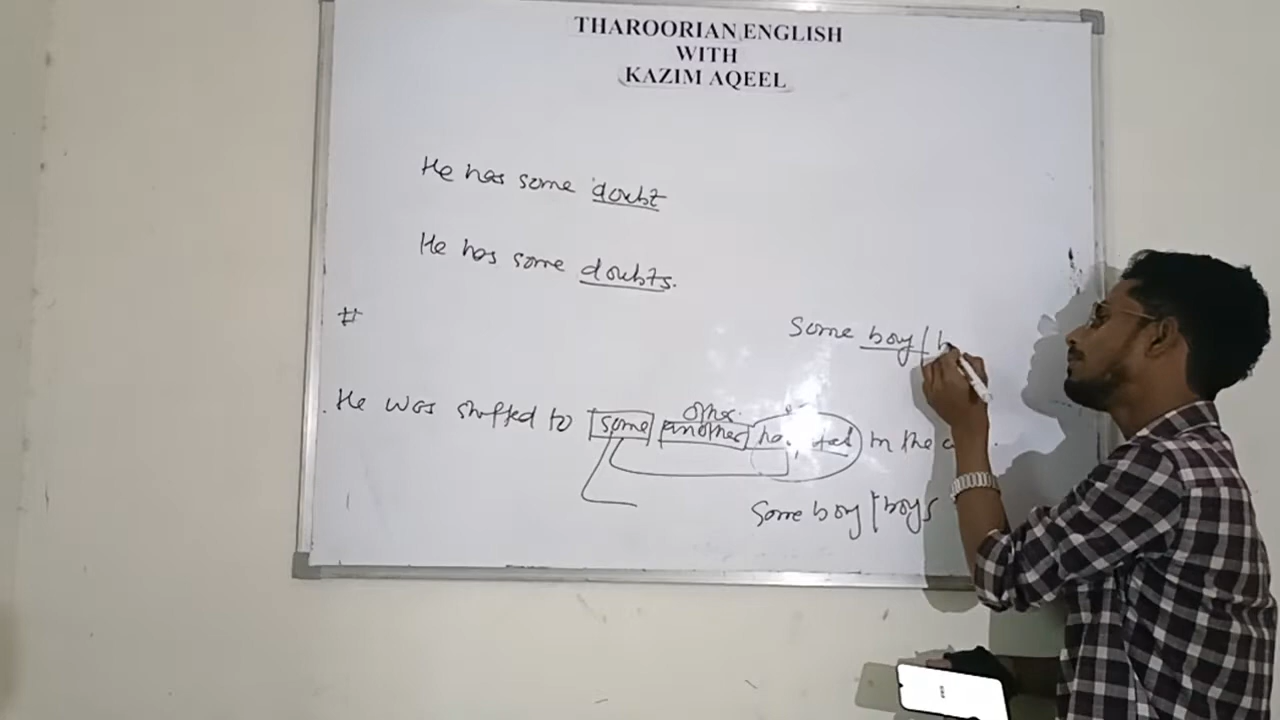 THAROORIAN ENGLISH
WITH
KAZIM AQEEL
He has some doubt
He has some doubts.
#
Some boy/b
other
He was shifted to some another in the
Some boy/boys